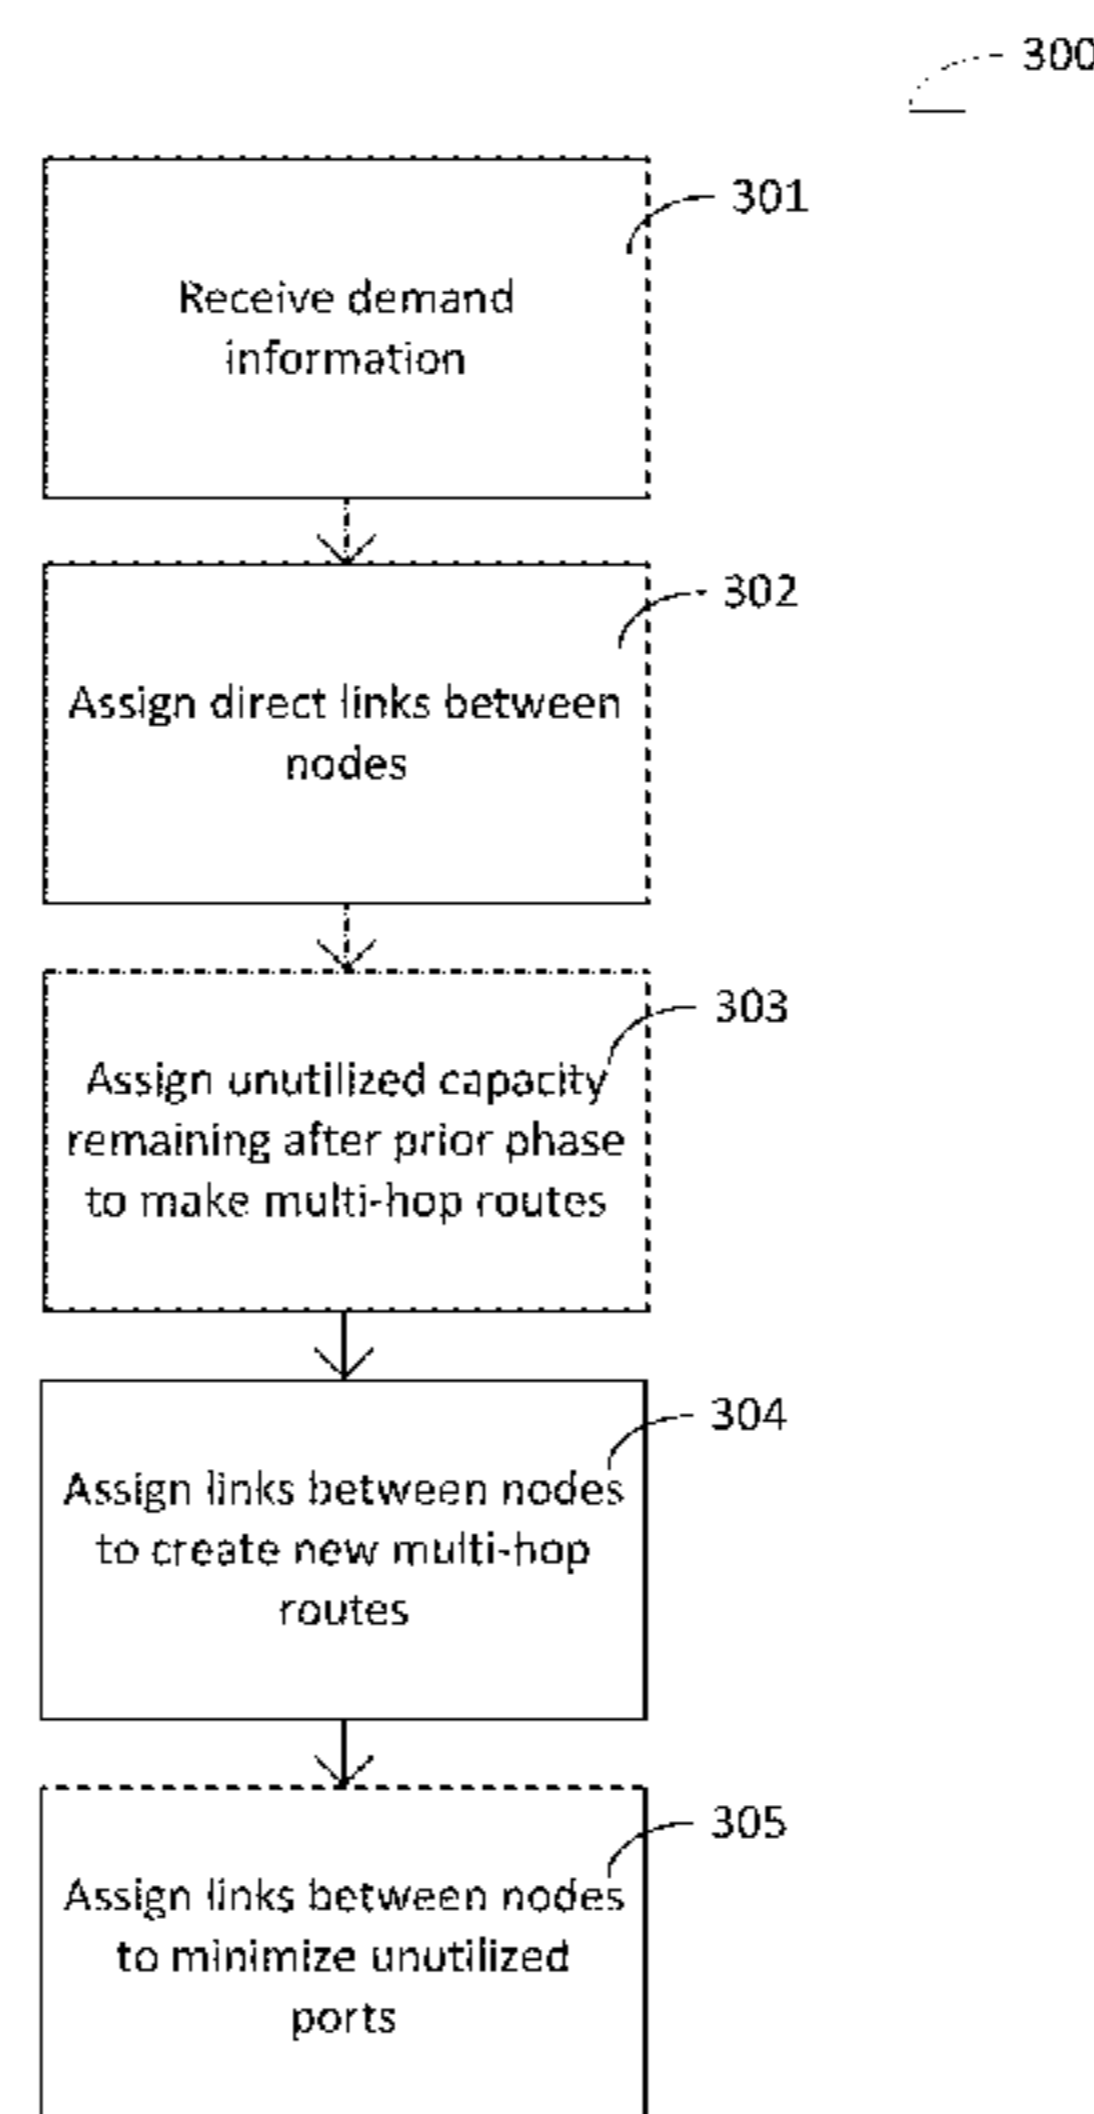 300
301
Receive demand
information
302
Assign direct links between
nodes
303
Assign unutilized capacity
remaining after prior phase
to make multi-hop routes
304
Assign links between nodes
to create new multi-hop
routes
305
Assign links between nodes
to minimize unutilized
ports